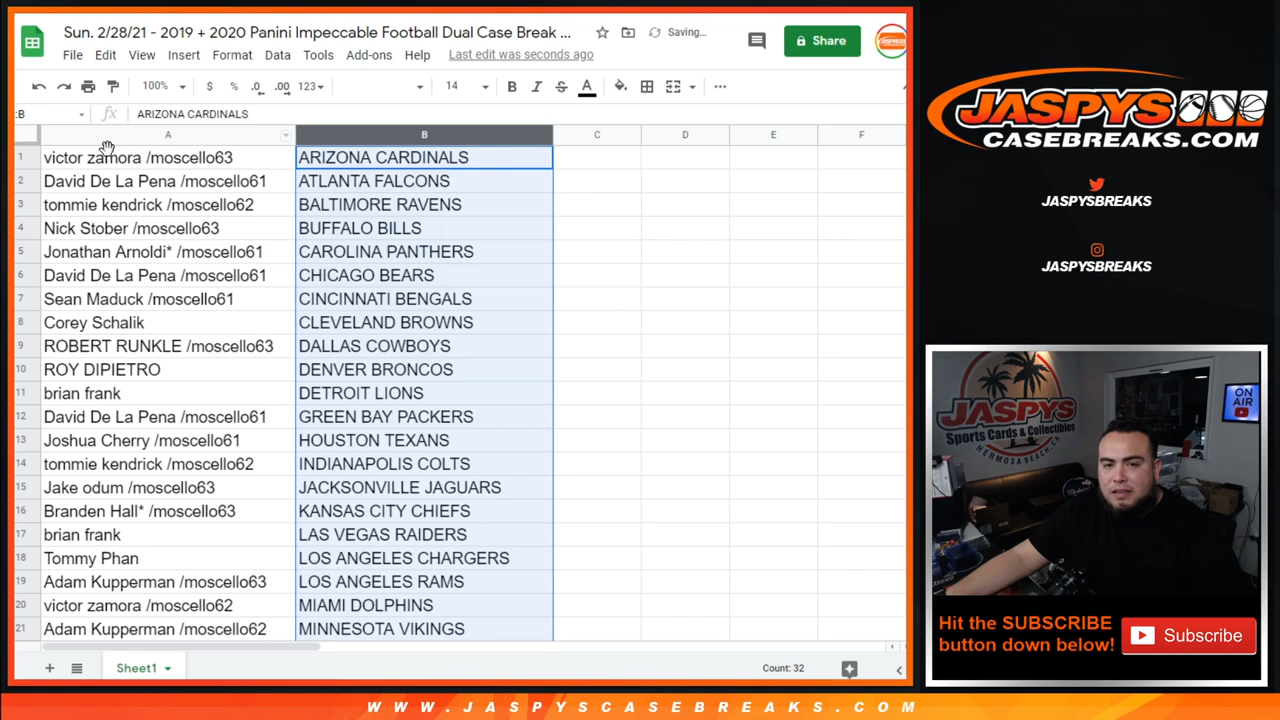 Sun. 2/28/21 - 2019 + 2020 Panini Impeccable Football Dual Case Break ...
Saving...
File Edit View Insert Format Data Tools Add-ons Help Last edit was seconds ago
Share
100% $ % .0 .00 123 14 B I S A ...
:B fx ARIZONA CARDINALS
A B C D E F
1 victor zamora /moscello63 ARIZONA CARDINALS
2 David De La Pena /moscello61 ATLANTA FALCONS
3 tommie kendrick /moscello62 BALTIMORE RAVENS
4 Nick Stober /moscello63 BUFFALO BILLS
5 Jonathan Arnoldi* /moscello61 CAROLINA PANTHERS
6 David De La Pena /moscello61 CHICAGO BEARS
7 Sean Maduck /moscello61 CINCINNATI BENGALS
8 Corey Schalik CLEVELAND BROWNS
9 ROBERT RUNKLE /moscello63 DALLAS COWBOYS
10 ROY DIPIETRO DENVER BRONCOS
11 brian frank DETROIT LIONS
12 David De La Pena /moscello61 GREEN BAY PACKERS
13 Joshua Cherry /moscello61 HOUSTON TEXANS
14 tommie kendrick /moscello62 INDIANAPOLIS COLTS
15 Jake odum /moscello63 JACKSONVILLE JAGUARS
16 Branden Hall* /moscello63 KANSAS CITY CHIEFS
17 brian frank LAS VEGAS RAIDERS
18 Tommy Phan LOS ANGELES CHARGERS
19 Adam Kupperman /moscello63 LOS ANGELES RAMS
20 victor zamora /moscello62 MIAMI DOLPHINS
21 Adam Kupperman /moscello62 MINNESOTA VIKINGS
Sheet1
Count: 32
JASPYS
CASEBREAKS.COM
JASPYSBREAKS
JASPYSBREAKS
JASPYS
Sports Cards & Collectibles
HERMOSA BEACH, CA
ON AIR
Hit the SUBSCRIBE
button down below!
Subscribe
WWW.JASPYSCASEBREAKS.COM